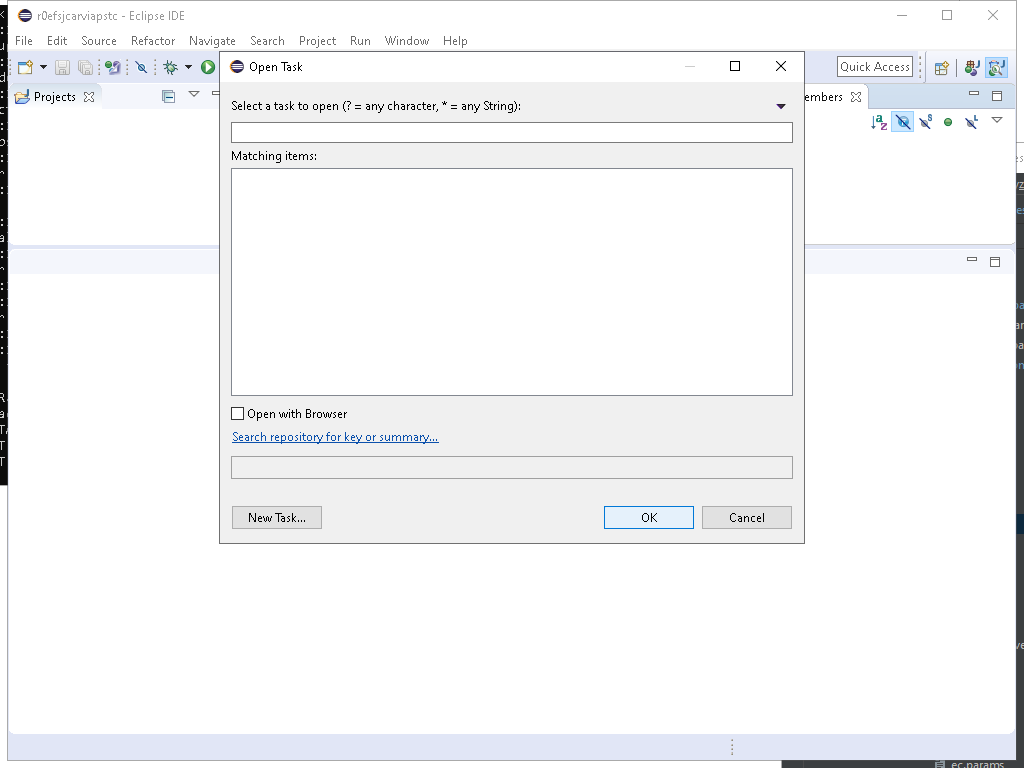 r0efsjcarviapstc - Eclipse IDE
File Edit Source Refactor Navigate Search Project Run Window Help
Open Task
Quick Access
Projects
embers
Select a task to open (? = any character, * = any String):
Matching items:
Open with Browser
Search repository for key or summary...
New Task...
OK
Cancel
ec.params